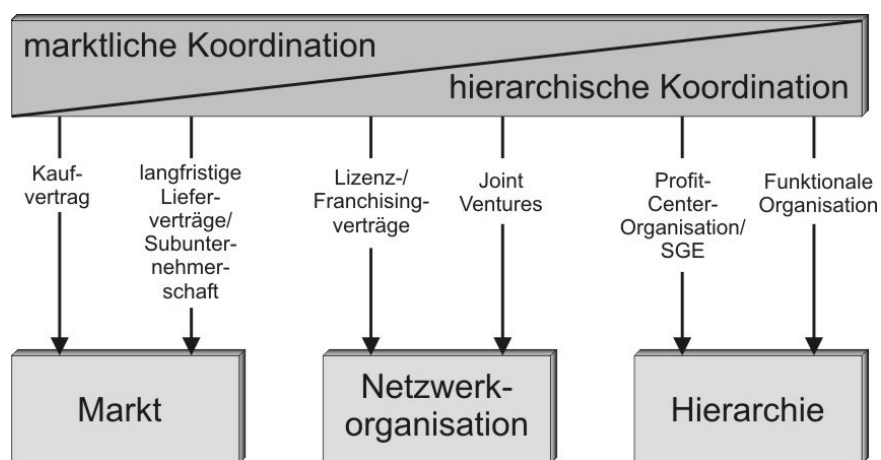 marktliche Koordination
hierarchische Koordination
Kauf-
vertrag
langfristige
Liefer-
verträge/
Subunter-
nehmer-
schaft
Lizenz-/
Franchising-
verträge
Joint
Ventures
Profit-
Center-
Organisation/
SGE
Funktionale
Organisation
Markt
Netzwerk-
organisation
Hierarchie